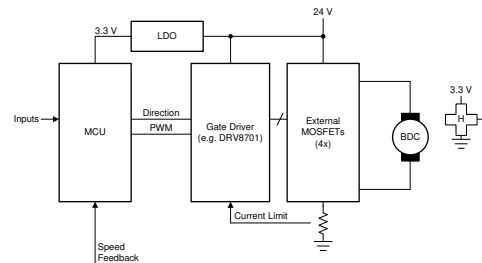 24 V
3.3 V
LDO
3.3 V
Inputs
MCU
Direction
PWM
Gate Driver
(e.g. DRV8701)
External
MOSFETs
(4x)
BDC
H
Current Limit
Speed
Feedback